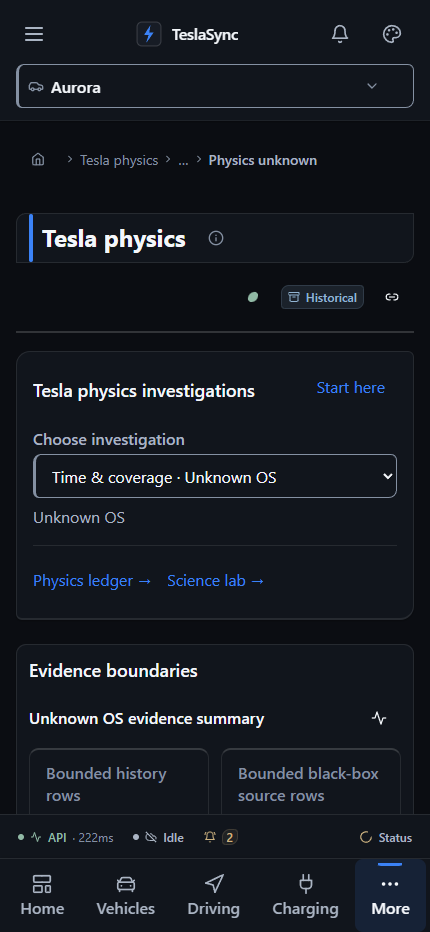 TeslaSync
Aurora
Tesla physics
...
Physics unknown
Tesla physics
Historical
Tesla physics investigations
Start here
Choose investigation
Time & coverage · Unknown OS
Unknown OS
Physics ledger →
Science lab →
Evidence boundaries
Unknown OS evidence summary
Bounded history
rows
Bounded black-box
source rows
API · 222ms
Idle
2
Status
Home
Vehicles
Driving
Charging
More